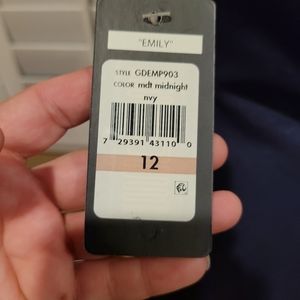 "EMILY"
STYLE GDEMP903
COLOR mdt midnight
nvy
7 29391 43110 0
12